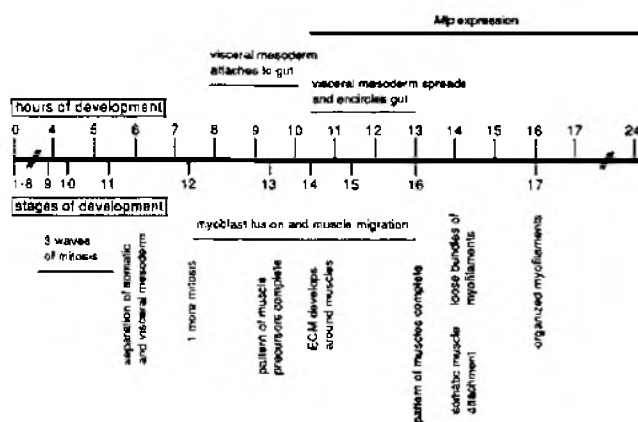 Mlp expression
visceral mesoderm
attaches to gut
visceral mesoderm spreads
and encircles gut
hours of development
0 4 5 6 7 8 9 10 11 12 13 14 15 16 17 24
1-8 9 10 11 12 13 14 15 16 17
stages of development
3 waves
of mitosis
myoblast fusion and muscle migration
separation of somatic
and visceral mesoderm
1 more mitosis
pattern of muscle
precursors complete
ECM develops
around muscles
pattern of muscles complete
somatic muscle
attachment
loose bundles of
myofilaments
organized myofilaments